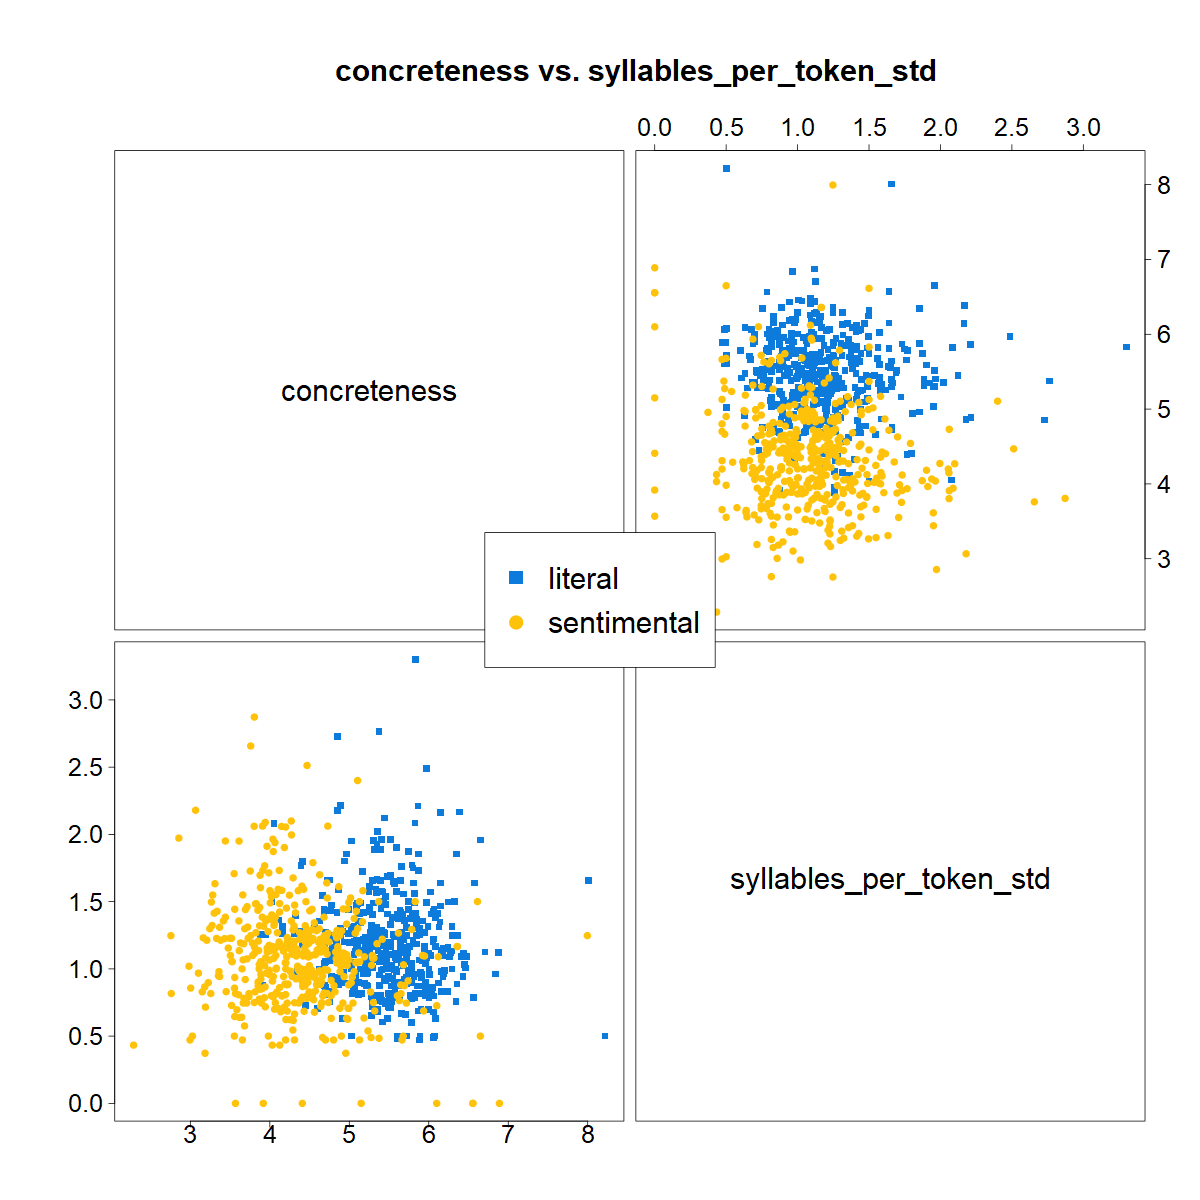 concreteness vs. syllables_per_token_std
0.0 0.5 1.0 1.5 2.0 2.5 3.0
8
7
6
5
4
3
concreteness
literal
sentimental
3.0
2.5
2.0
1.5
1.0
0.5
0.0
syllables_per_token_std
3 4 5 6 7 8